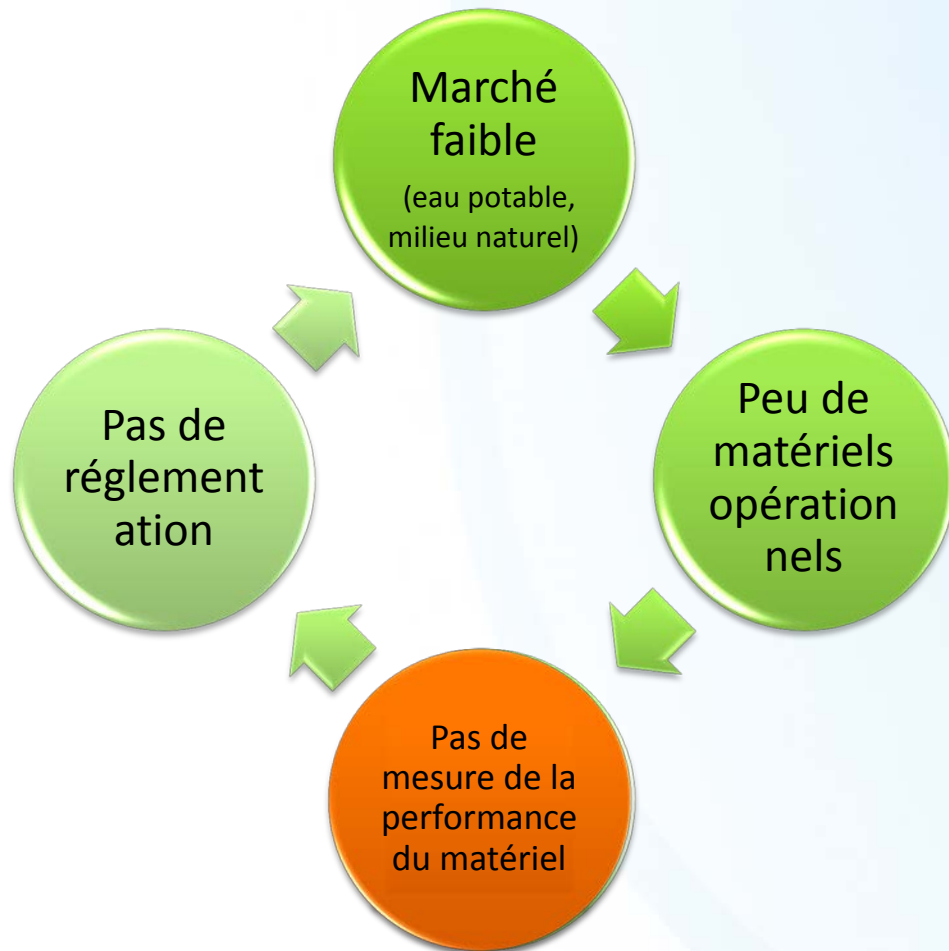 Marché
faible
(eau potable,
milieu naturel)
Peu de
matériels
opération
nels
Pas de
mesure de la
performance
du matériel
Pas de
réglement
ation